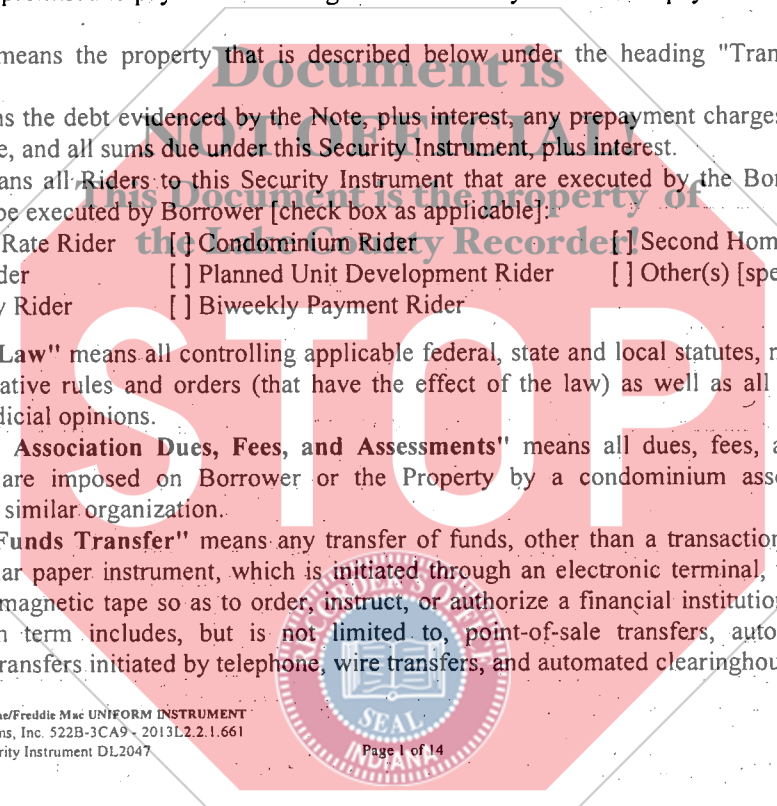 means the property that is described below under the heading "Tran
Document is
ns the debt evidenced by the Note, plus interest, any prepayment charges
NOT OFFICIAL!
e, and all sums due under this Security Instrument, plus interest.
ans all Riders to this Security Instrument that are executed by the Bor
This Document is the property of
be executed by Borrower [check box as applicable]:
Rate Rider [ ] Condominium Rider [ ] Second Hom
the Lake County Recorder!
der [ ] Planned Unit Development Rider [ ] Other(s) [spe
y Rider [ ] Biweekly Payment Rider
STOP
Law" means all controlling applicable federal, state and local statutes, r
ative rules and orders (that have the effect of the law) as well as all
dicial opinions.
Association Dues, Fees, and Assessments" means all dues, fees, a
are imposed on Borrower or the Property by a condominium asso
similar organization.
Funds Transfer" means any transfer of funds, other than a transaction
lar paper instrument, which is initiated through an electronic terminal,
magnetic tape so as to order, instruct, or authorize a financial institutio
h term includes, but is not limited to, point-of-sale transfers, auto
ransfers initiated by telephone, wire transfers, and automated clearinghou
RECORDER'S OFFICE
SEAL
INDIANA
ne/Freddie Mac UNIFORM INSTRUMENT
ms, Inc. 522B-3CA9 - 2013L2.2.1.661
rity Instrument DL2047 Page 1 of 14